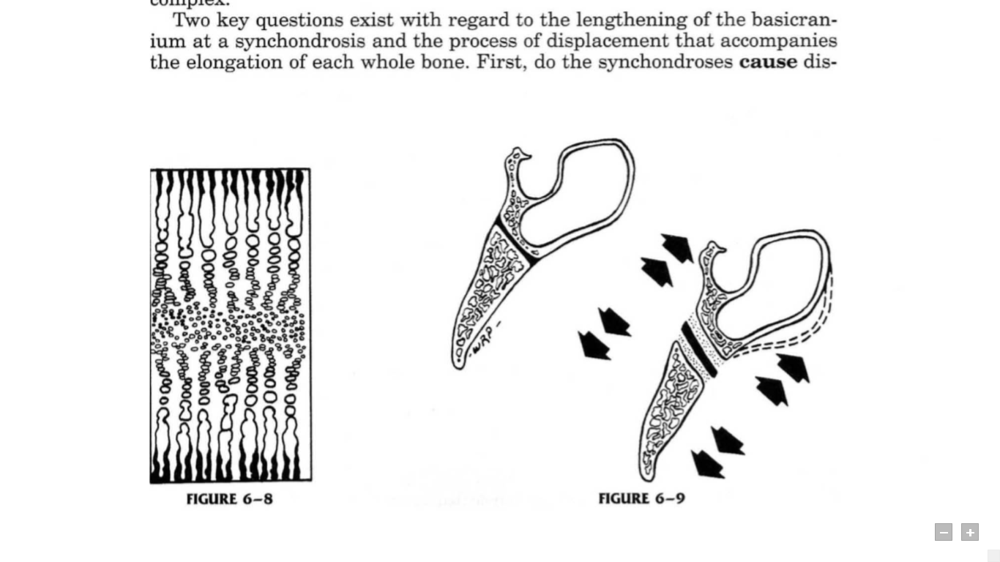 complex.
Two key questions exist with regard to the lengthening of the basicran-
ium at a synchondrosis and the process of displacement that accompanies
the elongation of each whole bone. First, do the synchondroses cause dis-
W.R.P
FIGURE 6–8
FIGURE 6–9